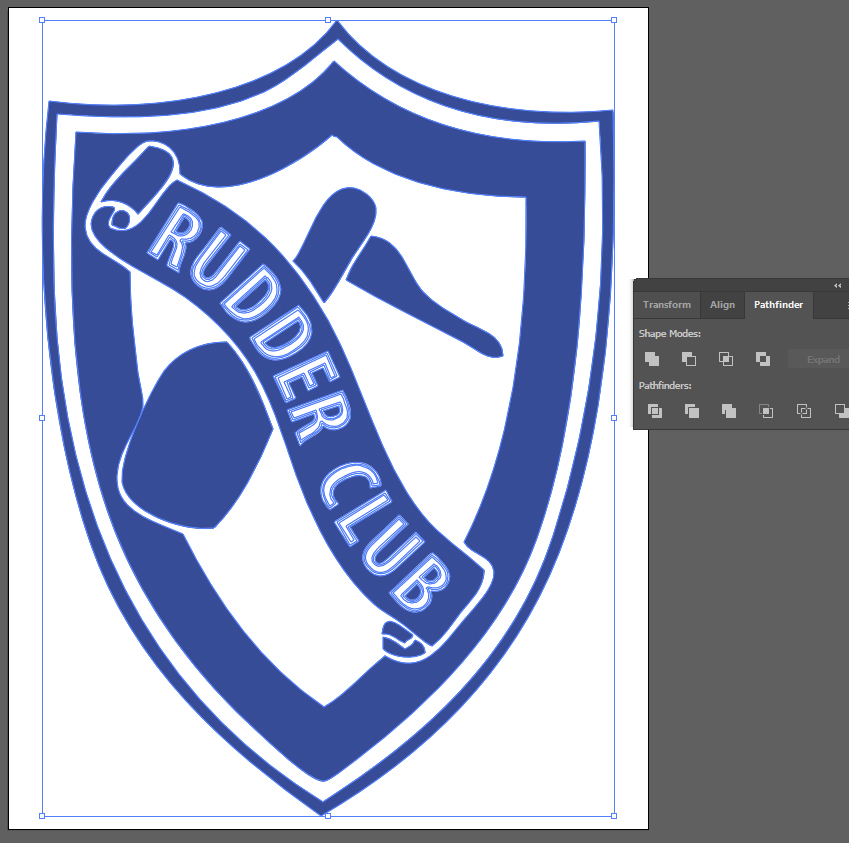 RUDDER CLUB
Transform
Align
Pathfinder
Shape Modes:
Expand
Pathfinders: